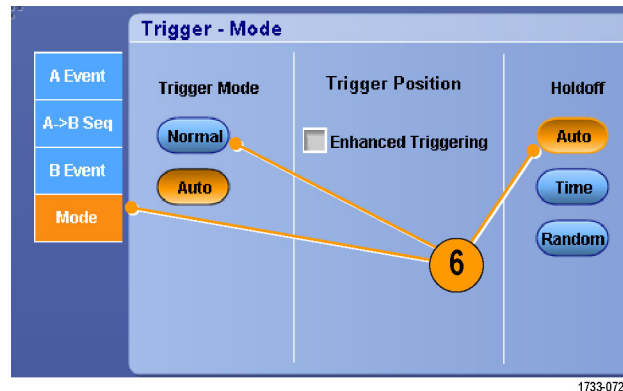 Trigger - Mode
A Event
A->B Seq
B Event
Mode
Trigger Mode
Normal
Auto
Trigger Position
Enhanced Triggering
Holdoff
Auto
Time
Random
6
1733-072